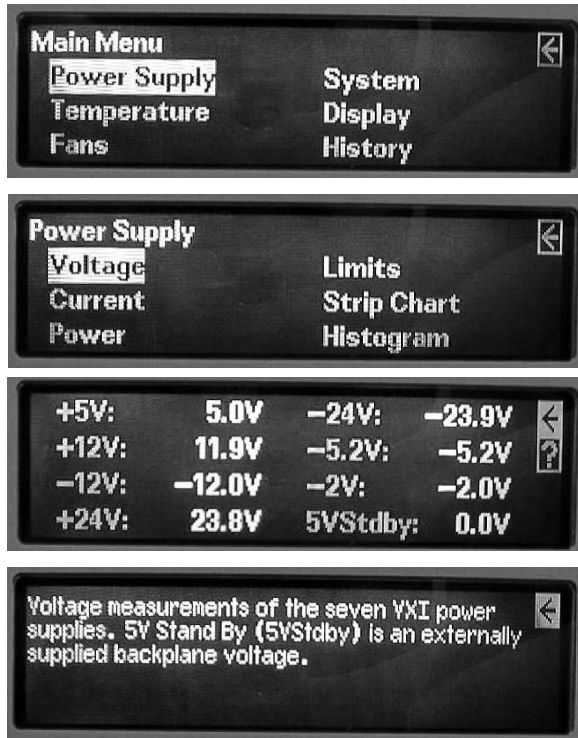 Main Menu
Power Supply System
Temperature Display
Fans History
Power Supply
Voltage Limits
Current Strip Chart
Power Histogram
+5V: 5.0V −24V: −23.9V
+12V: 11.9V −5.2V: −5.2V ?
−12V: −12.0V −2V: −2.0V
+24V: 23.8V 5VStdby: 0.0V
Voltage measurements of the seven VXI power
supplies. 5V Stand By (5VStdby) is an externally
supplied backplane voltage.